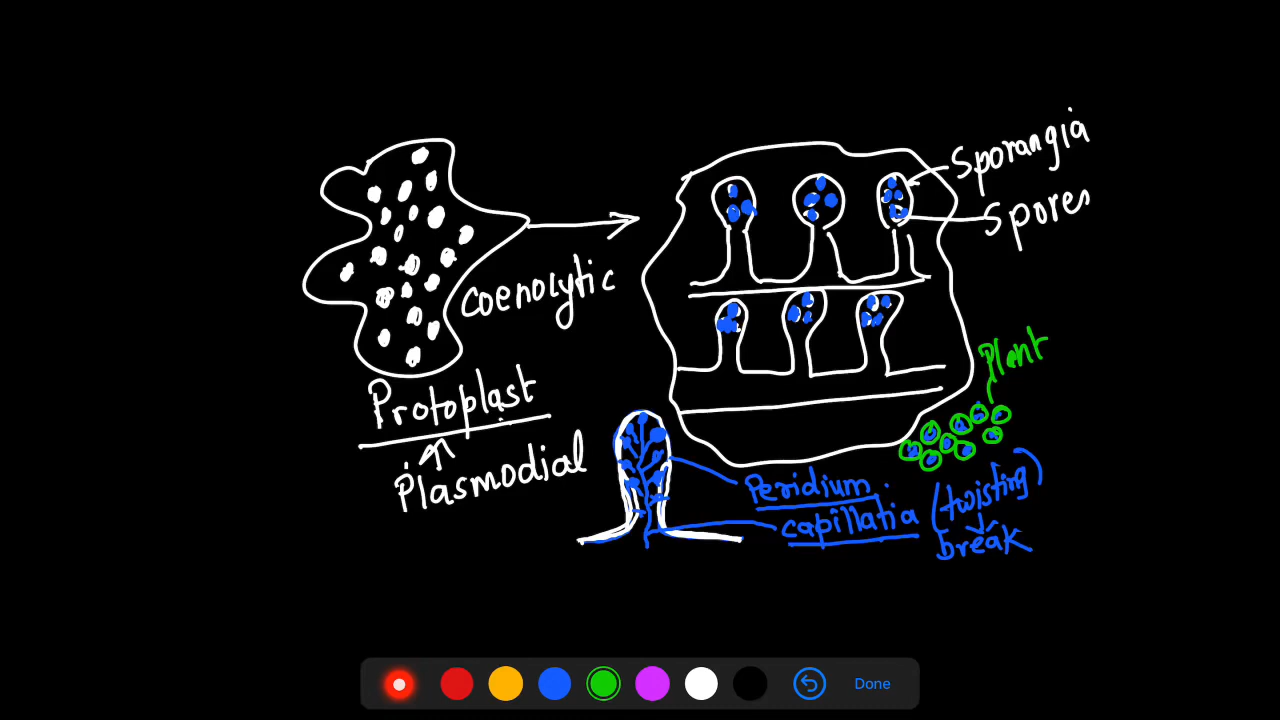 Sporangia
Spores
Coenolytic
Plant
Protoplast
Plasmodial
Peridium.
capillatia (twisting)
break
Done